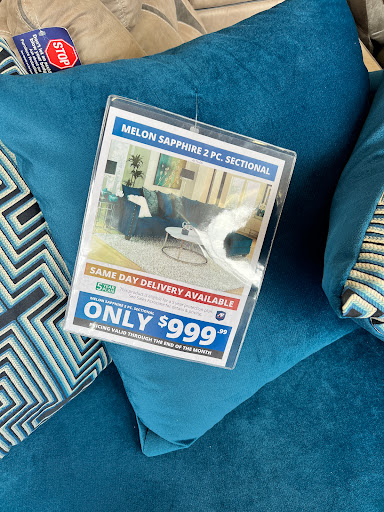 STOP
MELON SAPPHIRE 2 PC. SECTIONAL
SAME DAY DELIVERY AVAILABLE
MELON SAPPHIRE 2 PC. SECTIONAL
ONLY $999.99
PRICING VALID THROUGH THE END OF THE MONTH